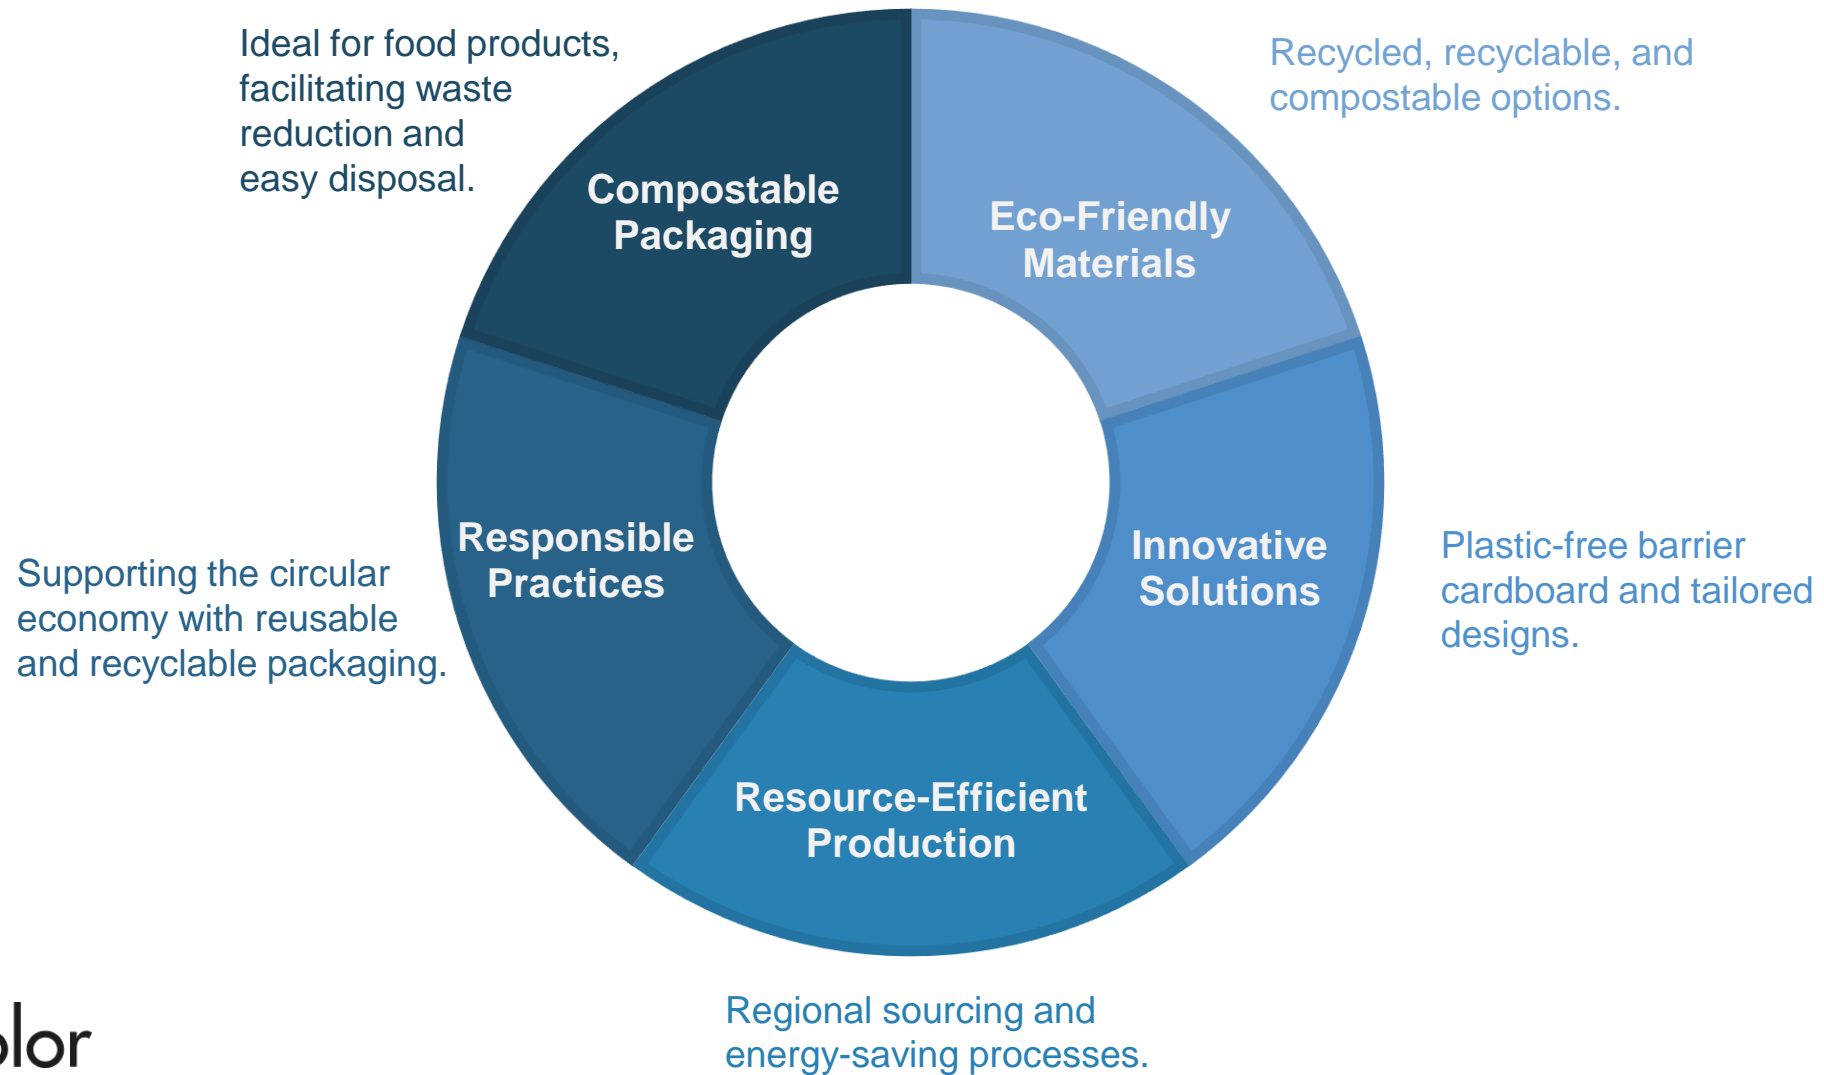 Ideal for food products,
facilitating waste
reduction and
easy disposal.
Compostable
Packaging
Recycled, recyclable, and
compostable options.
Eco-Friendly
Materials
Innovative
Solutions
Plastic-free barrier
cardboard and tailored
designs.
Resource-Efficient
Production
Regional sourcing and
energy-saving processes.
Responsible
Practices
Supporting the circular
economy with reusable
and recyclable packaging.